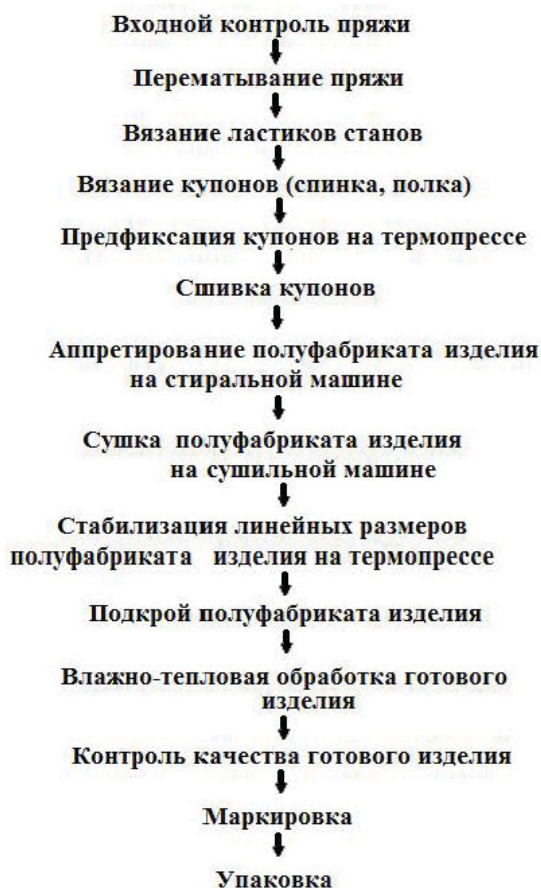 Входной контроль пряжи
Перематывание пряжи
Вязание ластиков станов
Вязание купонов (спинка, полка)
Предфиксация купонов на термопрессе
Сшивка купонов
Аппретирование полуфабриката изделия
на стиральной машине
Сушка полуфабриката изделия
на сушильной машине
Стабилизация линейных размеров
полуфабриката изделия на термопрессе
Подкрой полуфабриката изделия
Влажно-тепловая обработка готового
изделия
Контроль качества готового изделия
Маркировка
Упаковка